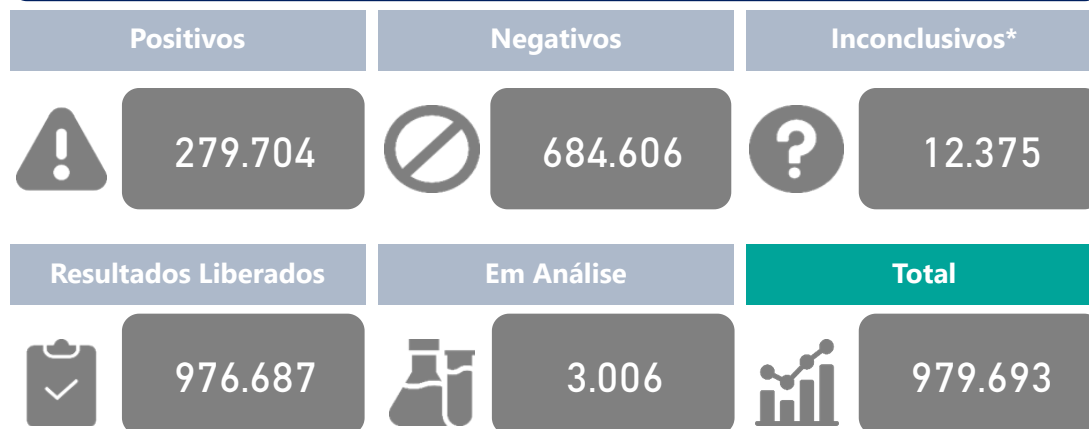 Positivos Negativos Inconclusivos*
279.704 684.606 12.375
Resultados Liberados Em Análise Total
976.687 3.006 979.693